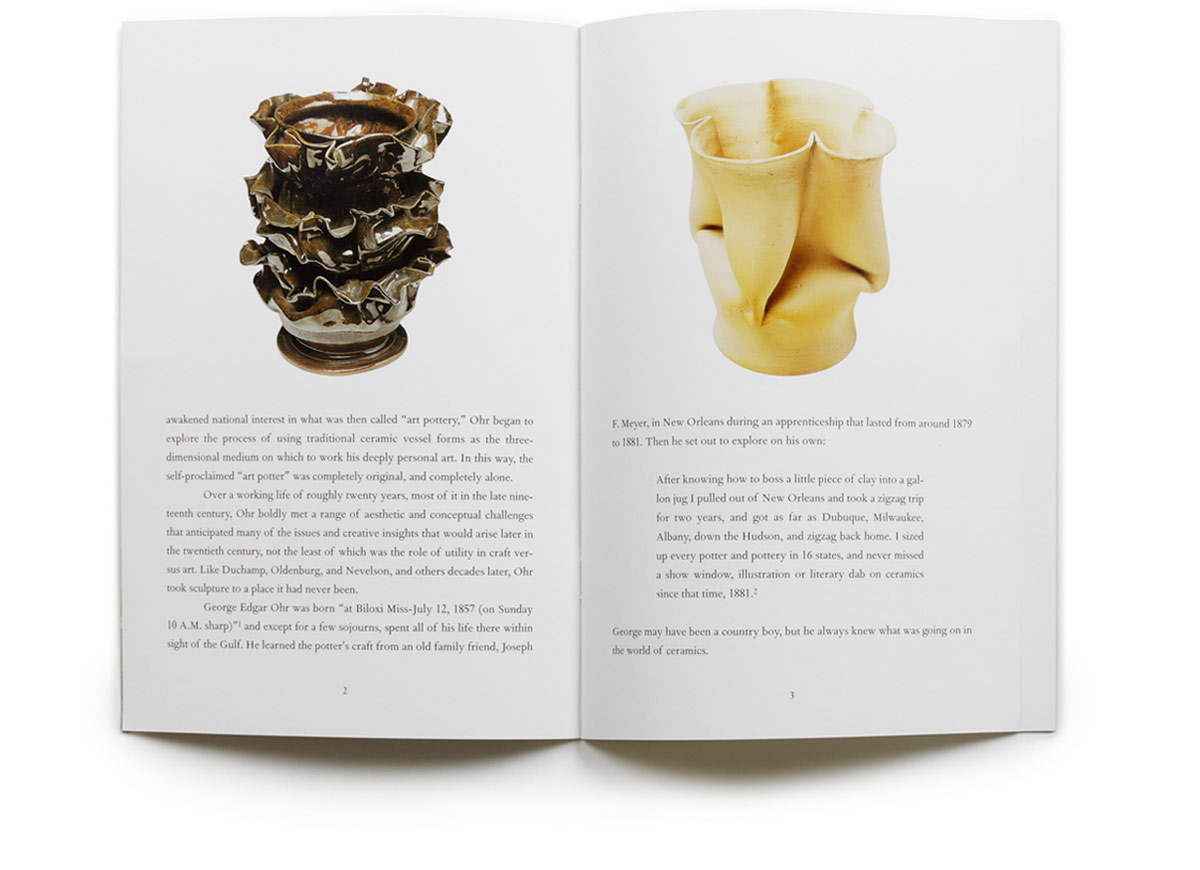 awakened national interest in what was then called “art pottery,” Ohr began to
explore the process of using traditional ceramic vessel forms as the three-
dimensional medium on which to work his deeply personal art. In this way, the
self-proclaimed “art potter” was completely original, and completely alone.
Over a working life of roughly twenty years, most of it in the late nine-
teenth century, Ohr boldly met a range of aesthetic and conceptual challenges
that anticipated many of the issues and creative insights that would arise later in
the twentieth century, not the least of which was the role of utility in craft ver-
sus art. Like Duchamp, Oldenburg, and Nevelson, and others decades later, Ohr
took sculpture to a place it had never been.
George Edgar Ohr was born “at Biloxi Miss-July 12, 1857 (on Sunday
10 A.M. sharp)”¹ and except for a few sojourns, spent all of his life there within
sight of the Gulf. He learned the potter’s craft from an old family friend, Joseph
2
F. Meyer, in New Orleans during an apprenticeship that lasted from around 1879
to 1881. Then he set out to explore on his own:
After knowing how to boss a little piece of clay into a gal-
lon jug I pulled out of New Orleans and took a zigzag trip
for two years, and got as far as Dubuque, Milwaukee,
Albany, down the Hudson, and zigzag back home. I sized
up every potter and pottery in 16 states, and never missed
a show window, illustration or literary dab on ceramics
since that time, 1881.²
George may have been a country boy, but he always knew what was going on in
the world of ceramics.
3